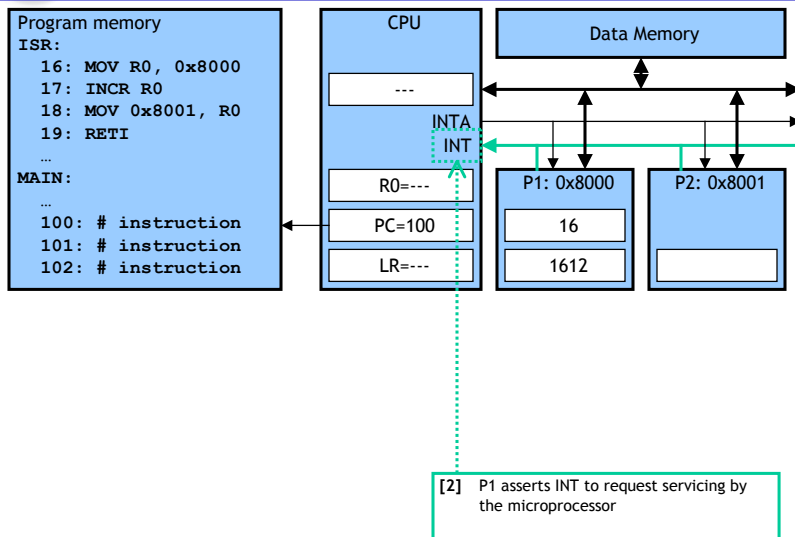 Program memory
ISR:
16: MOV R0, 0x8000
17: INCR R0
18: MOV 0x8001, R0
19: RETI
…
MAIN:
…
100: # instruction
101: # instruction
102: # instruction
CPU
---
INTA
INT
R0=---
PC=100
LR=---
Data Memory
P1: 0x8000
16
1612
P2: 0x8001
[2] P1 asserts INT to request servicing by
the microprocessor